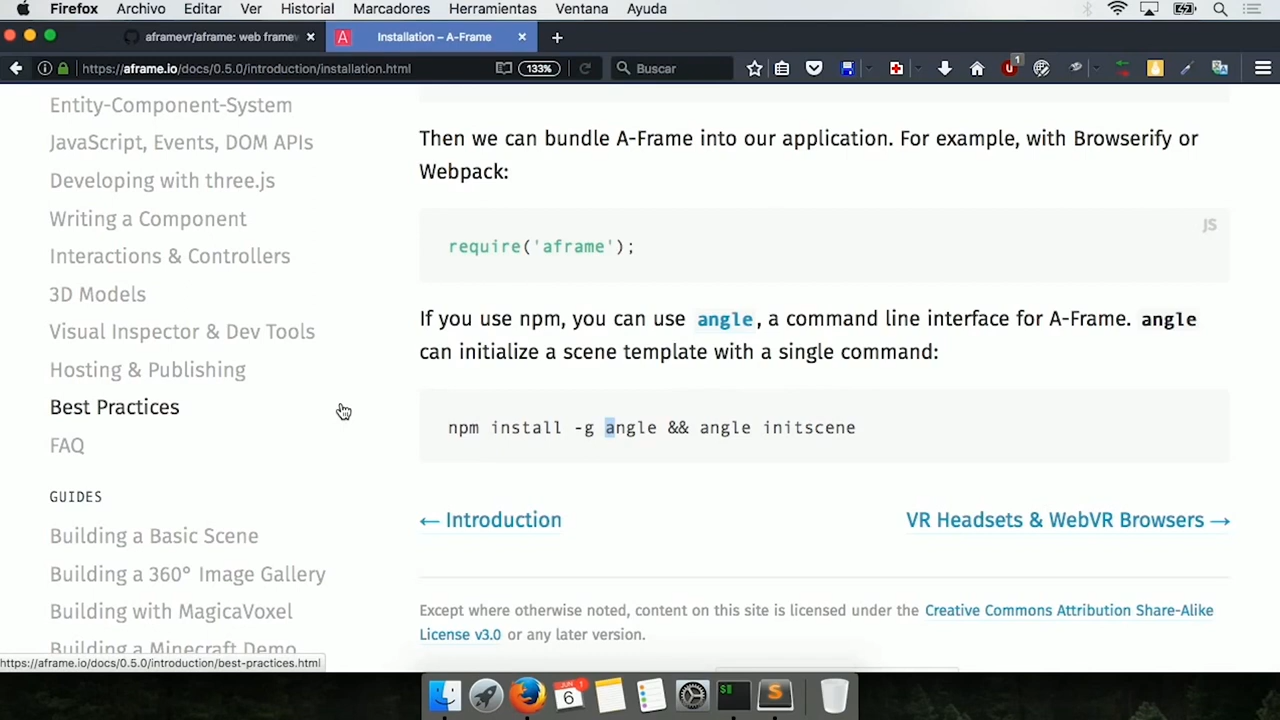 Firefox Archivo Editar Ver Historial Marcadores Herramientas Ventana Ayuda
aframevr/aframe: web framew
Installation – A-Frame
https://aframe.io/docs/0.5.0/introduction/installation.html
133%
Buscar
1
Entity-Component-System
JavaScript, Events, DOM APIs
Developing with three.js
Writing a Component
Interactions & Controllers
3D Models
Visual Inspector & Dev Tools
Hosting & Publishing
Best Practices
FAQ
GUIDES
Building a Basic Scene
Building a 360° Image Gallery
Building with MagicaVoxel
Building a Minecraft Demo
https://aframe.io/docs/0.5.0/introduction/best-practices.html
Then we can bundle A-Frame into our application. For example, with Browserify or
Webpack:
JS
require('aframe');
If you use npm, you can use angle, a command line interface for A-Frame. angle
can initialize a scene template with a single command:
npm install -g angle && angle initscene
← Introduction
VR Headsets & WebVR Browsers →
Except where otherwise noted, content on this site is licensed under the Creative Commons Attribution Share-Alike
License v3.0 or any later version.
JUN
6
1